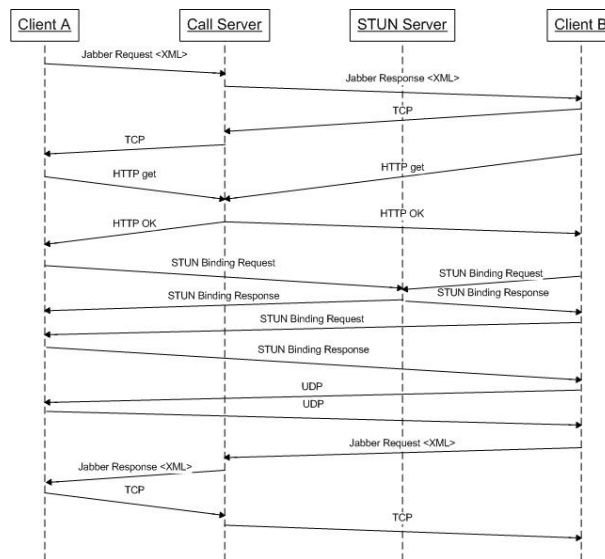 Client A
Call Server
STUN Server
Client B
Jabber Request <XML>
Jabber Response <XML>
TCP
TCP
HTTP get
HTTP get
HTTP OK
HTTP OK
STUN Binding Request
STUN Binding Request
STUN Binding Response
STUN Binding Response
STUN Binding Request
STUN Binding Response
UDP
UDP
Jabber Request <XML>
Jabber Response <XML>
TCP
TCP